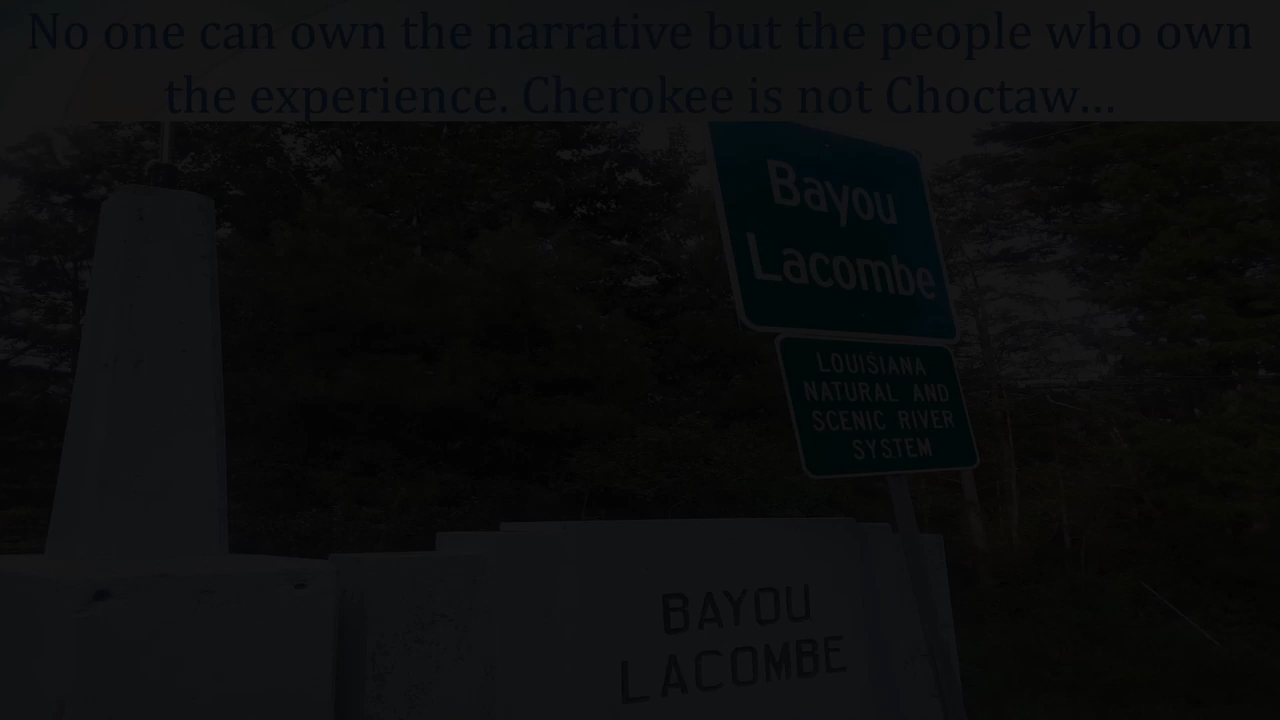 No one can own the narrative but the people who own
the experience. Cherokee is not Choctaw...
Bayou
Lacombe
LOUISIANA
NATURAL AND
SCENIC RIVER
SYSTEM
BAYOU
LACOMBE